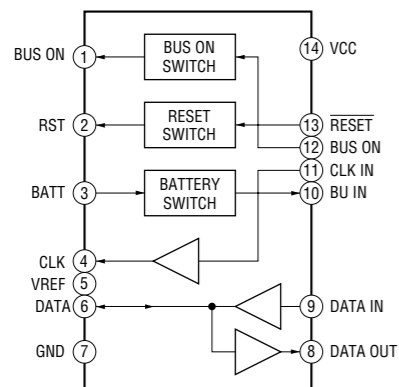 BUS ON 1 BUS ON SWITCH 14 VCC
RST 2 RESET SWITCH 13 RESET
12 BUS ON
11 CLK IN
BATT 3 BATTERY SWITCH 10 BU IN
CLK 4
VREF 5
DATA 6 9 DATA IN
GND 7 8 DATA OUT